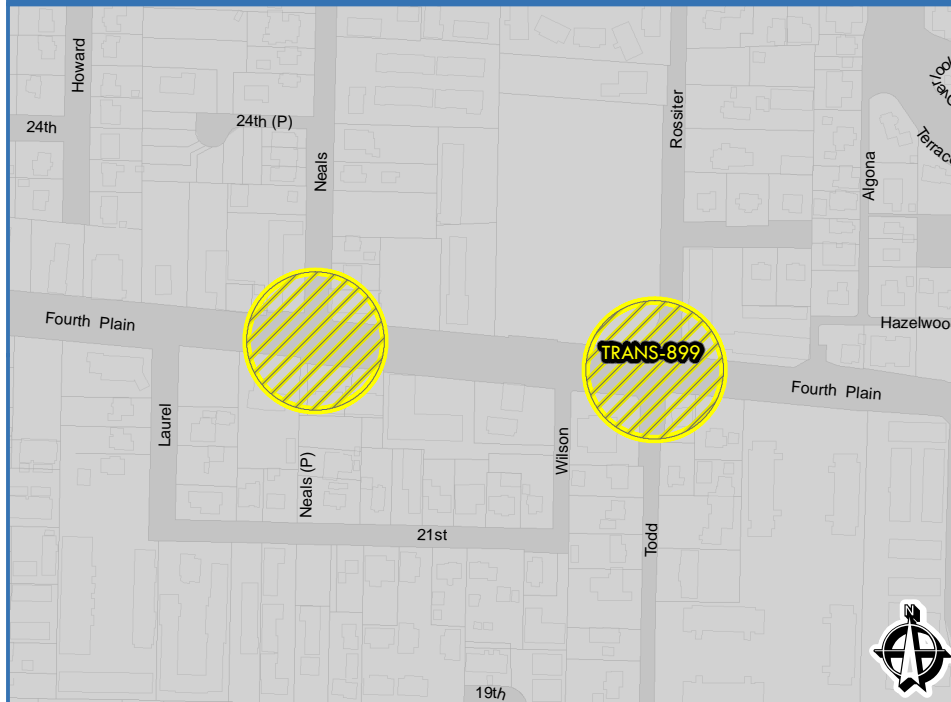 Howard
24th
24th (P)
Neals
Rossiter
Algona
Terrace
Fourth Plain
TRANS-899
Hazelwoo
Fourth Plain
Laurel
Neals (P)
Wilson
21st
Todd
19th
N